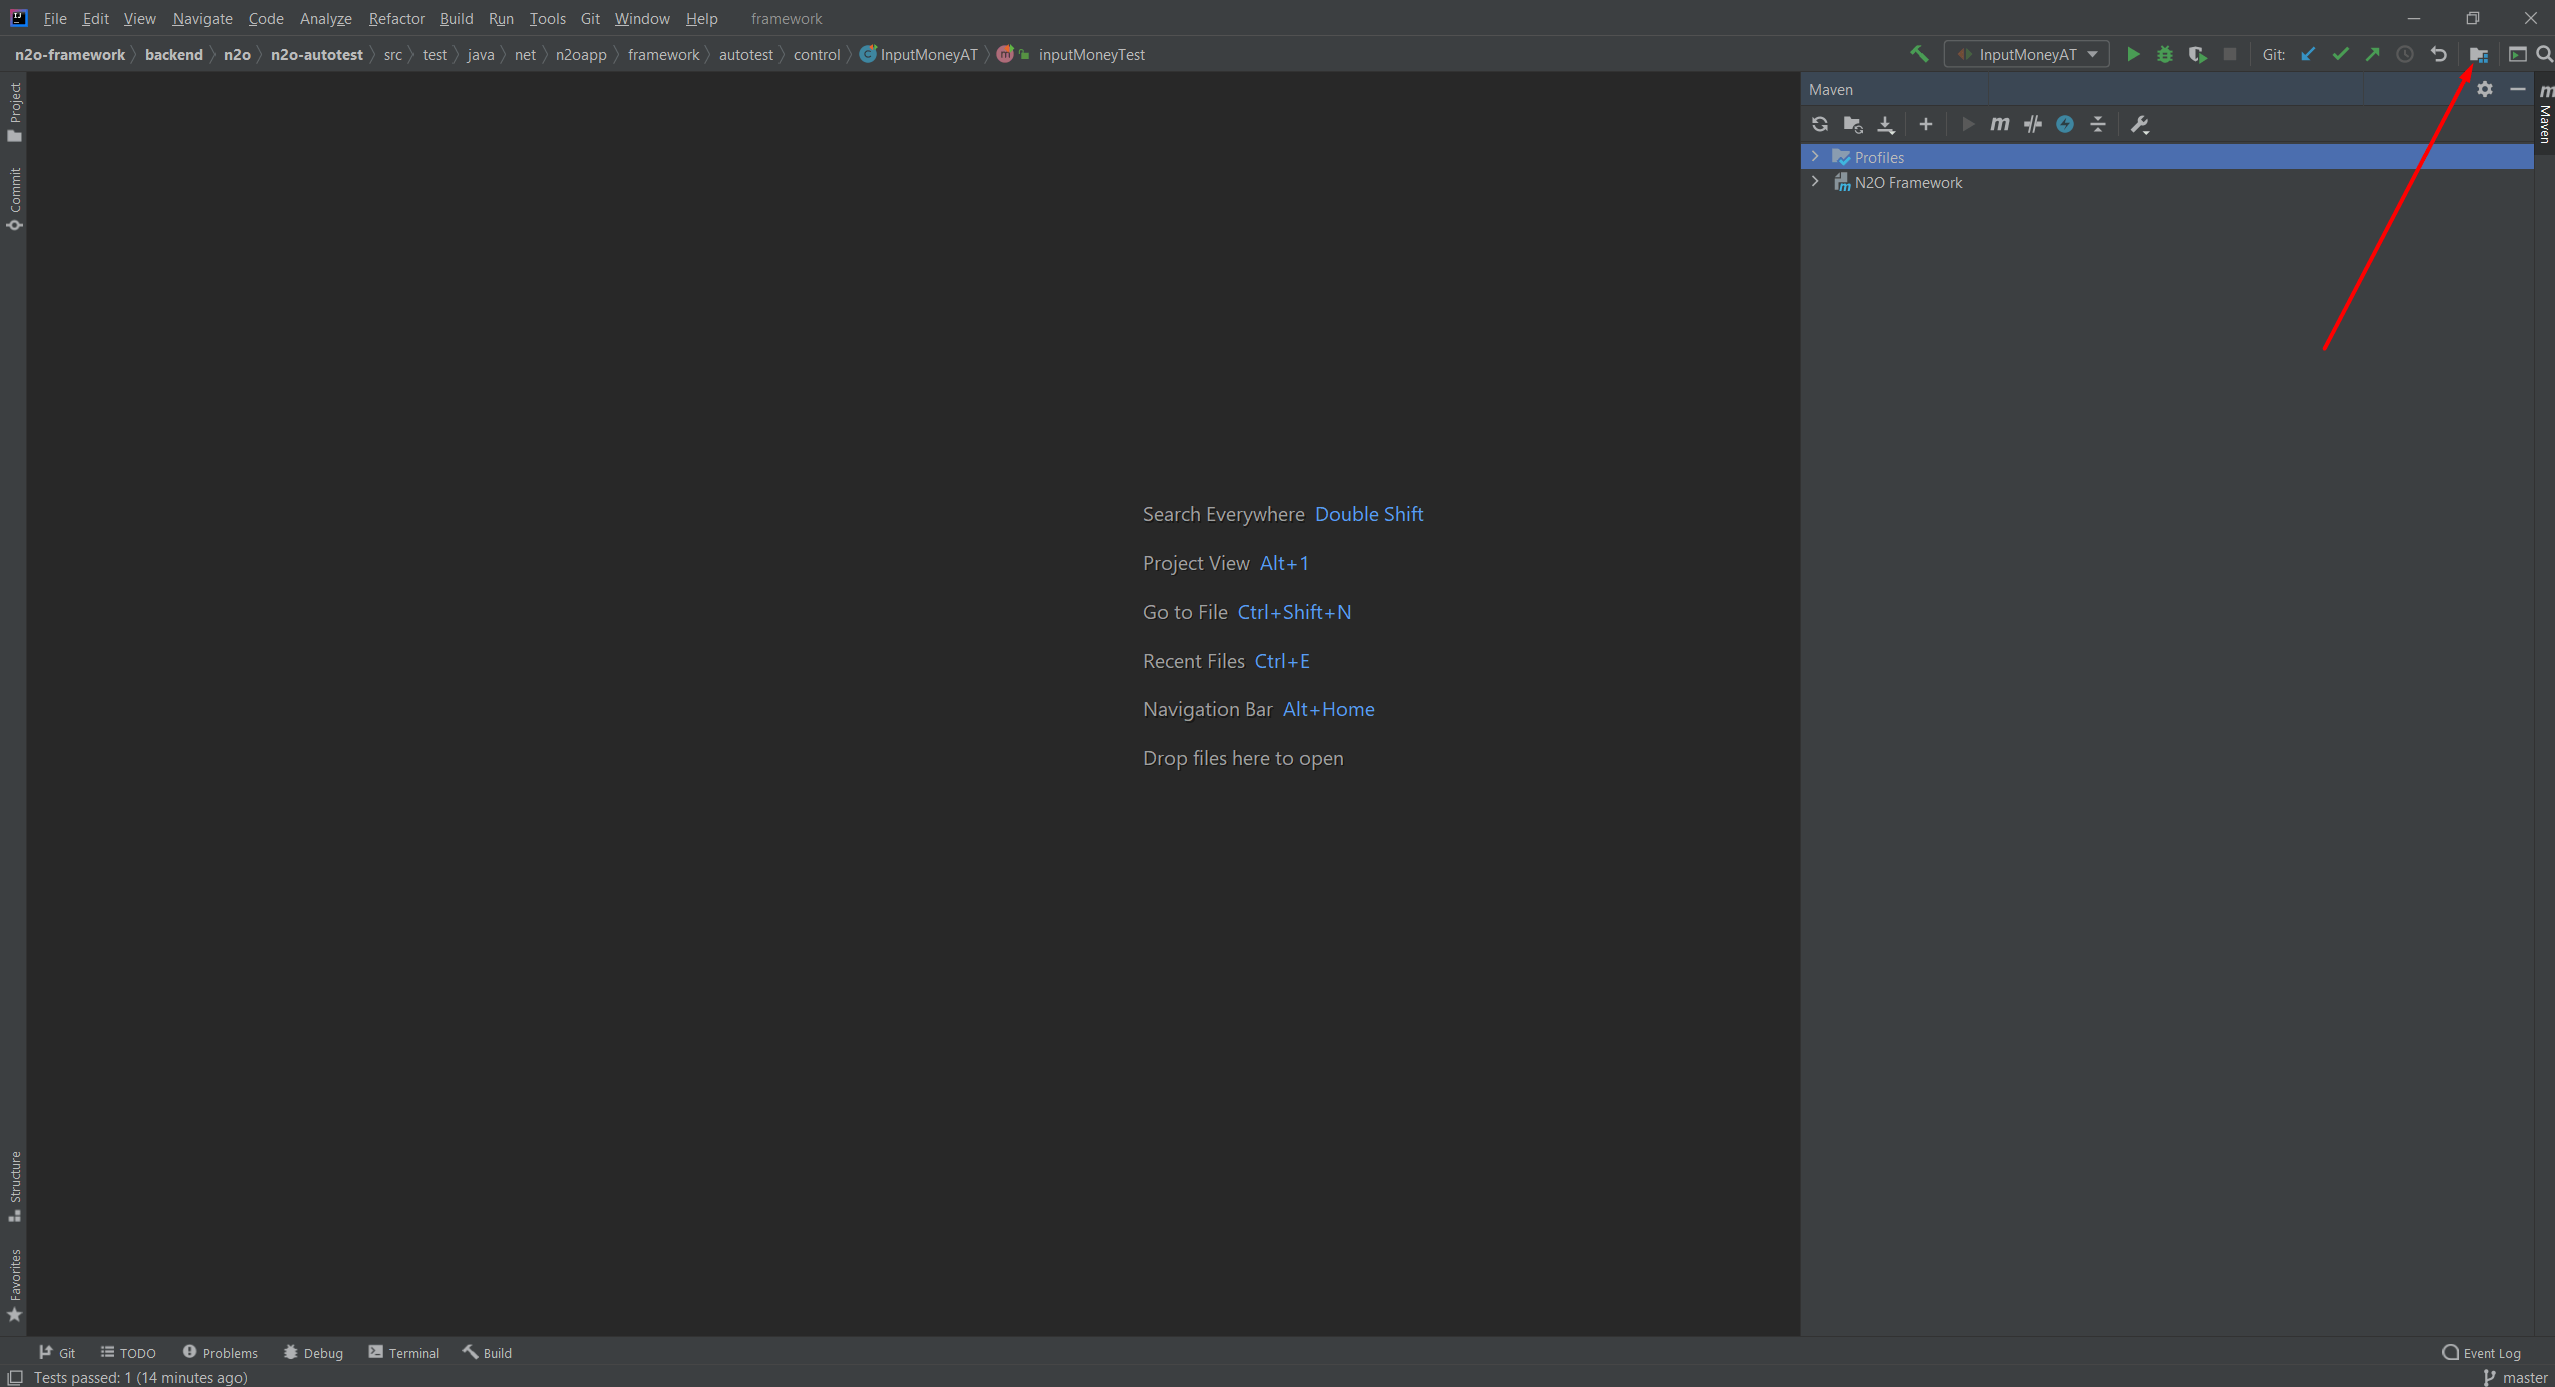 File Edit View Navigate Code Analyze Refactor Build Run Tools Git Window Help framework
n2o-framework backend n2o n2o-autotest src test java net n2oapp framework autotest control InputMoneyAT inputMoneyTest InputMoneyAT Git:
Project
Commit
Structure
Favorites
Search Everywhere Double Shift
Project View Alt+1
Go to File Ctrl+Shift+N
Recent Files Ctrl+E
Navigation Bar Alt+Home
Drop files here to open
Maven
Profiles
N2O Framework
Maven
Git TODO Problems Debug Terminal Build Event Log
Tests passed: 1 (14 minutes ago) master